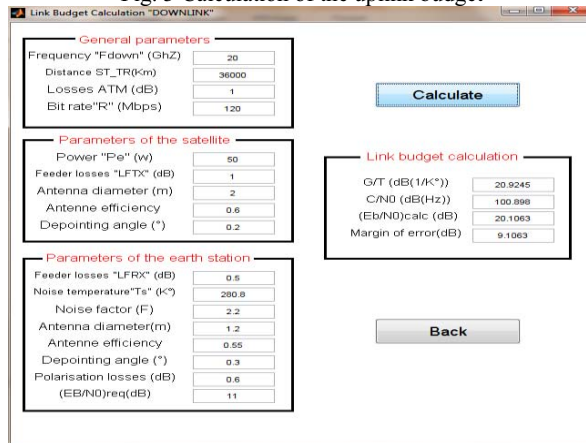 Fig. 5 Calculation of the uplink budget
Link Budget Calculation "DOWNLINK"
General parameters
Frequency "Fdown" (GhZ) 20
Distance ST_TR(Km) 36000
Losses ATM (dB) 1
Bit rate"R" (Mbps) 120
Calculate
Parameters of the satellite
Power "Pe" (w) 50
Feeder losses "LFTX" (dB) 1
Antenna diameter (m) 2
Antenne efficiency 0.6
Depointing angle (°) 0.2
Link budget calculation
G/T (dB(1/K°)) 20.9245
C/N0 (dB(Hz)) 100.898
(Eb/N0)calc (dB) 20.1063
Margin of error(dB) 9.1063
Parameters of the earth station
Feeder losses "LFRX" (dB) 0.5
Noise temperature"Ts" (K°) 280.8
Noise factor (F) 2.2
Antenna diameter(m) 1.2
Antenne efficiency 0.55
Depointing angle (°) 0.3
Polarisation losses (dB) 0.6
(EB/N0)req(dB) 11
Back